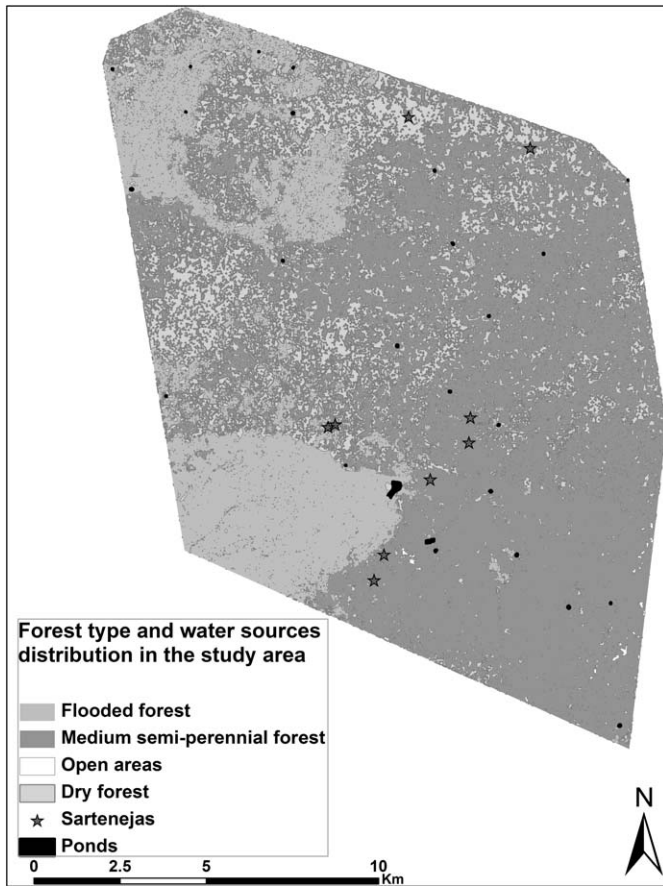 Forest type and water sources
distribution in the study area
Flooded forest
Medium semi-perennial forest
Open areas
Dry forest
Sartenejas
Ponds
N
0 2.5 5 10
Km